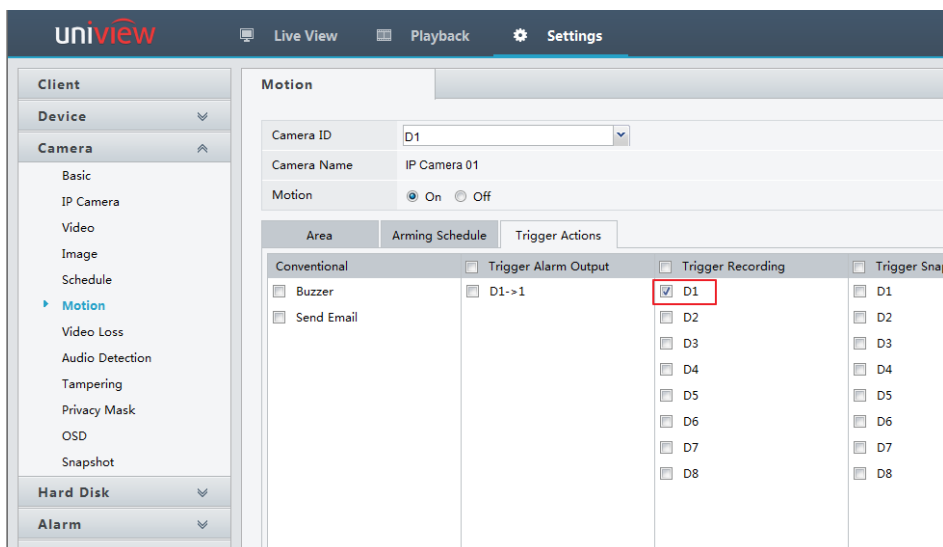 uniview
Live View
Playback
Settings
Client
Device
Camera
Basic
IP Camera
Video
Image
Schedule
Motion
Video Loss
Audio Detection
Tampering
Privacy Mask
OSD
Snapshot
Hard Disk
Alarm
Motion
Camera ID
D1
Camera Name
IP Camera 01
Motion
On
Off
Area
Arming Schedule
Trigger Actions
Conventional
Buzzer
Send Email
Trigger Alarm Output
D1->1
Trigger Recording
D1
D2
D3
D4
D5
D6
D7
D8
Trigger Sna
D1
D2
D3
D4
D5
D6
D7
D8